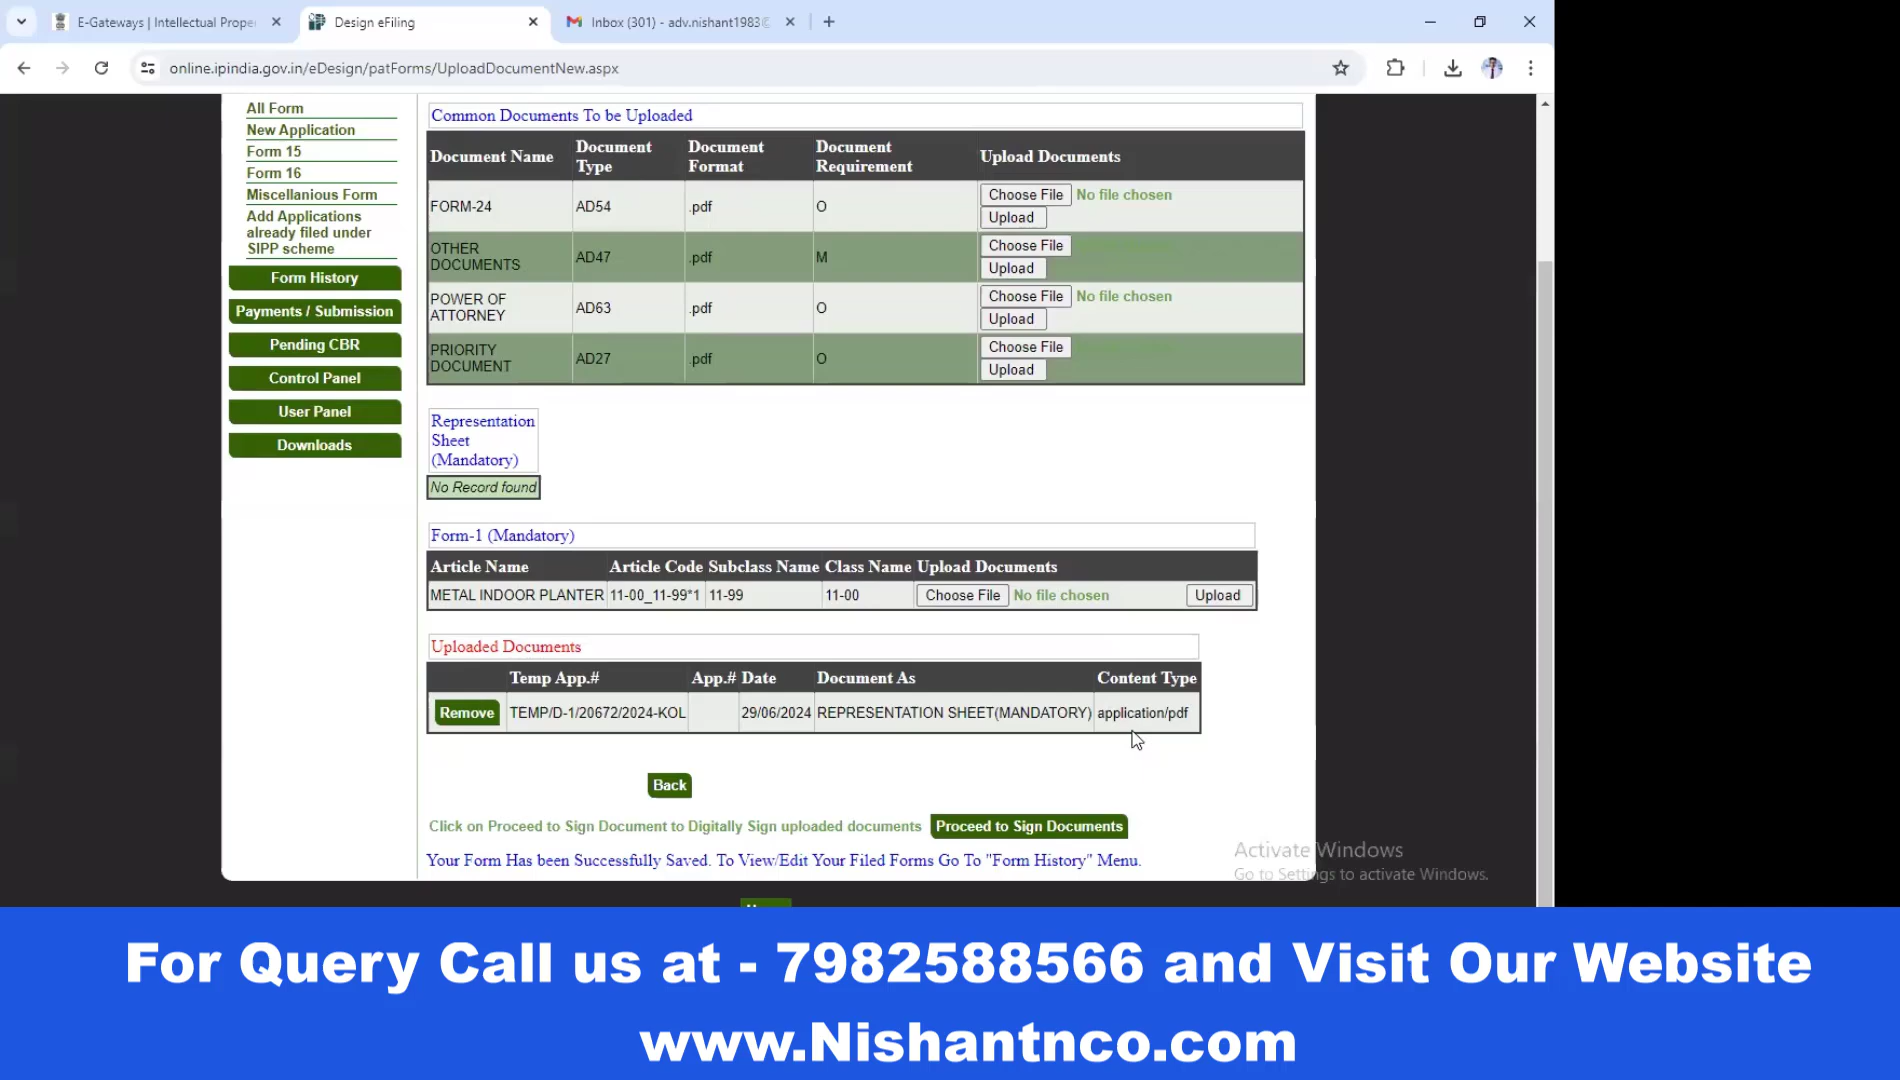 E-Gateways | Intellectual Prope
Design eFiling
Inbox (301) - adv.nishant1983@
online.ipindia.gov.in/eDesign/patForms/UploadDocumentNew.aspx
All Form
New Application
Form 15
Form 16
Miscellanious Form
Add Applications
already filed under
SIPP scheme
Form History
Payments / Submission
Pending CBR
Control Panel
User Panel
Downloads
Common Documents To be Uploaded
Document Name Document Type Document Format Document Requirement Upload Documents
FORM-24 AD54 .pdf O Choose File No file chosen
Upload
OTHER DOCUMENTS AD47 .pdf M Choose File
Upload
POWER OF ATTORNEY AD63 .pdf O Choose File No file chosen
Upload
PRIORITY DOCUMENT AD27 .pdf O Choose File
Upload
Representation
Sheet
(Mandatory)
No Record found
Form-1 (Mandatory)
Article Name Article Code Subclass Name Class Name Upload Documents
METAL INDOOR PLANTER 11-00_11-99*1 11-99 11-00 Choose File No file chosen Upload
Uploaded Documents
Temp App.# App.# Date Document As Content Type
Remove TEMP/D-1/20672/2024-KOL 29/06/2024 REPRESENTATION SHEET(MANDATORY) application/pdf
Back
Click on Proceed to Sign Document to Digitally Sign uploaded documents Proceed to Sign Documents
Your Form Has been Successfully Saved. To View/Edit Your Filed Forms Go To "Form History" Menu.
Activate Windows
Go to Settings to activate Windows.
For Query Call us at - 7982588566 and Visit Our Website
www.Nishantnco.com